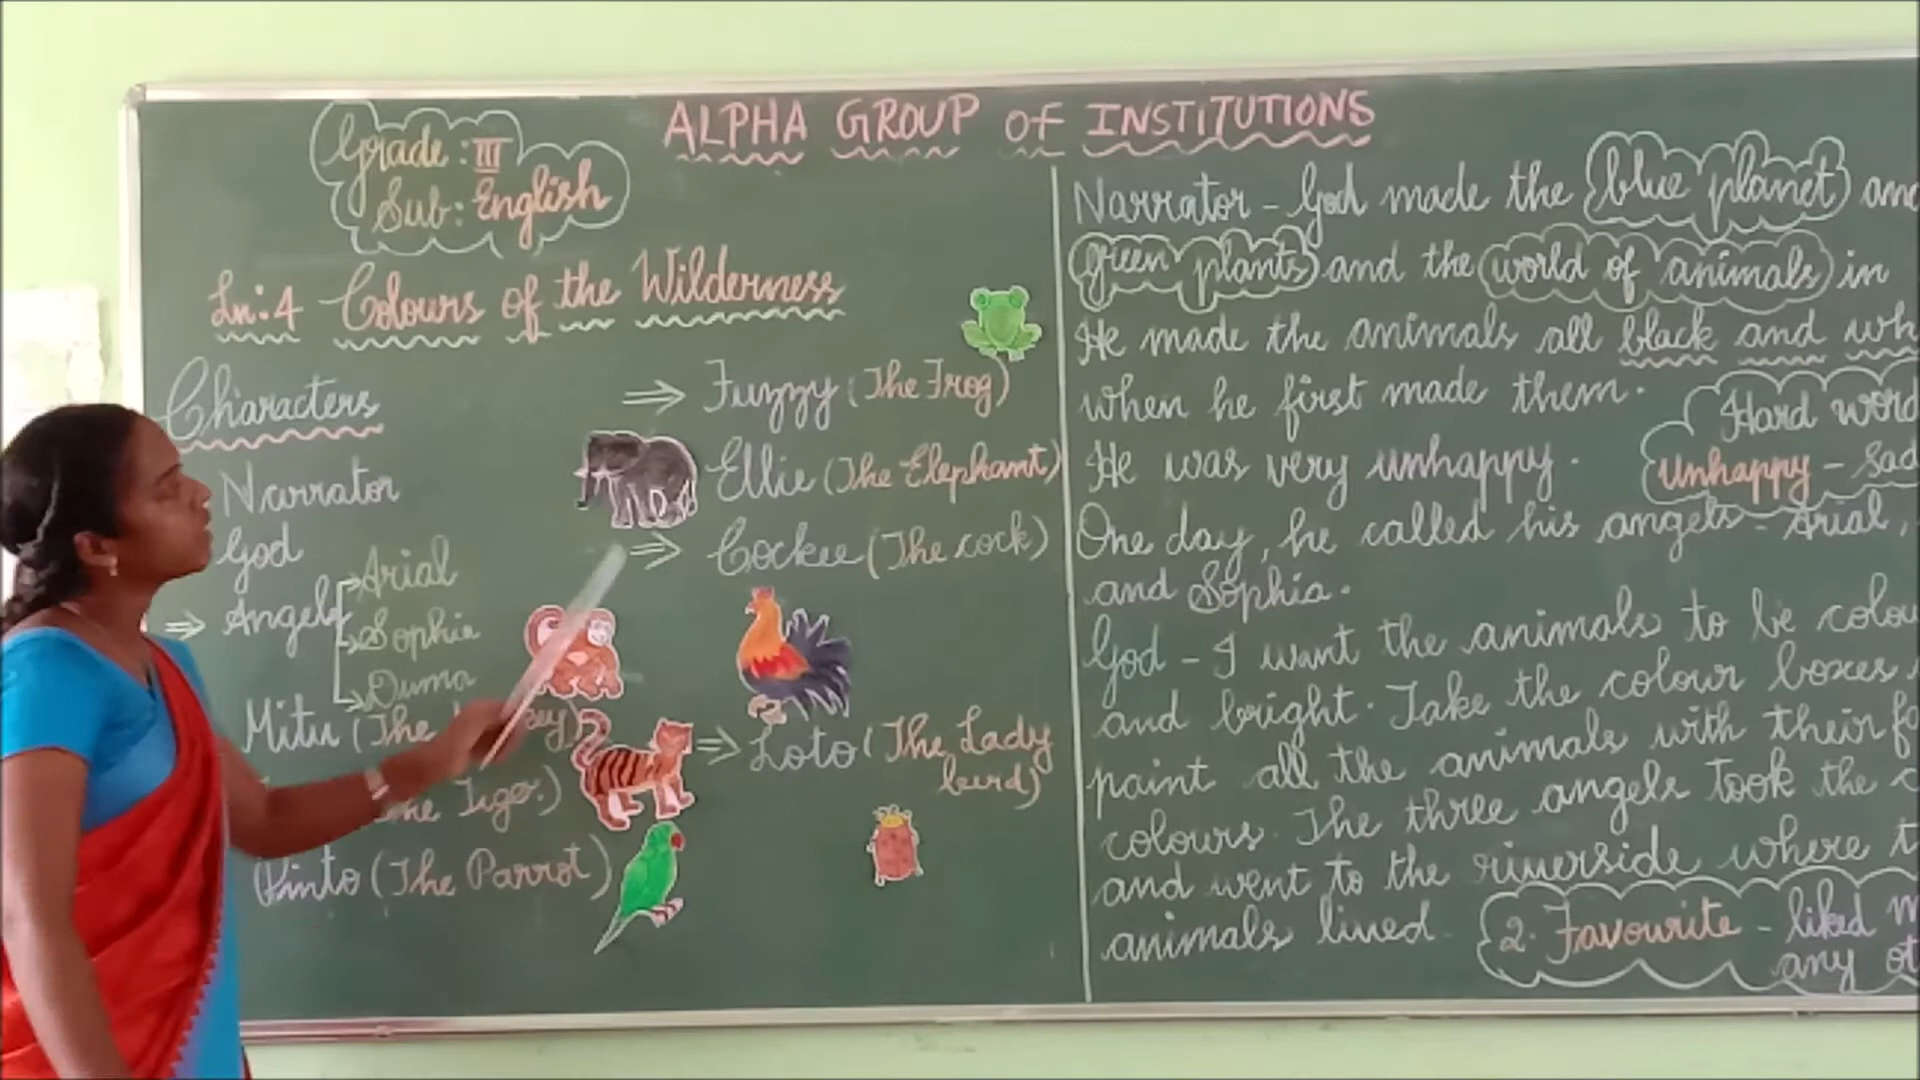 ALPHA GROUP OF INSTITUTIONS
Grade : III
Sub : English
Ln:4 Colours of the Wilderness
Characters
Narrator
God
⇒ Angels
Arial
Sophia
Duma
Mitu (The
Tiger)
Pinto (The Parrot)
⇒ Fuzzy (The Frog)
Ellie (The Elephant)
⇒ Cockee (The cock)
⇒ Loto (The Lady
beird)
Narrator - God made the blue planet and
green plants and the world of animals in
He made the animals all black and
when he first made them.
Hard
He was very unhappy.
Unhappy - Sad
One day, he called his angels - Arial,
and Sophia.
God - I want the animals to be
and bright. Take the colour boxes
paint all the animals with their
colours. The three angels took the
and went to the riverside where
animals lived.
2. Favourite - liked
any